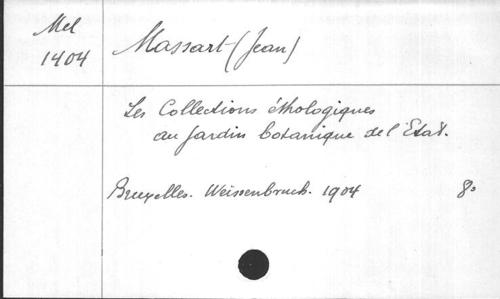 Mel
1404
Massart (Jean)
Les Collections éthologiques
au Jardin botanique de l'Etat.
Bruxelles. Weissenbruch. 1904 8°